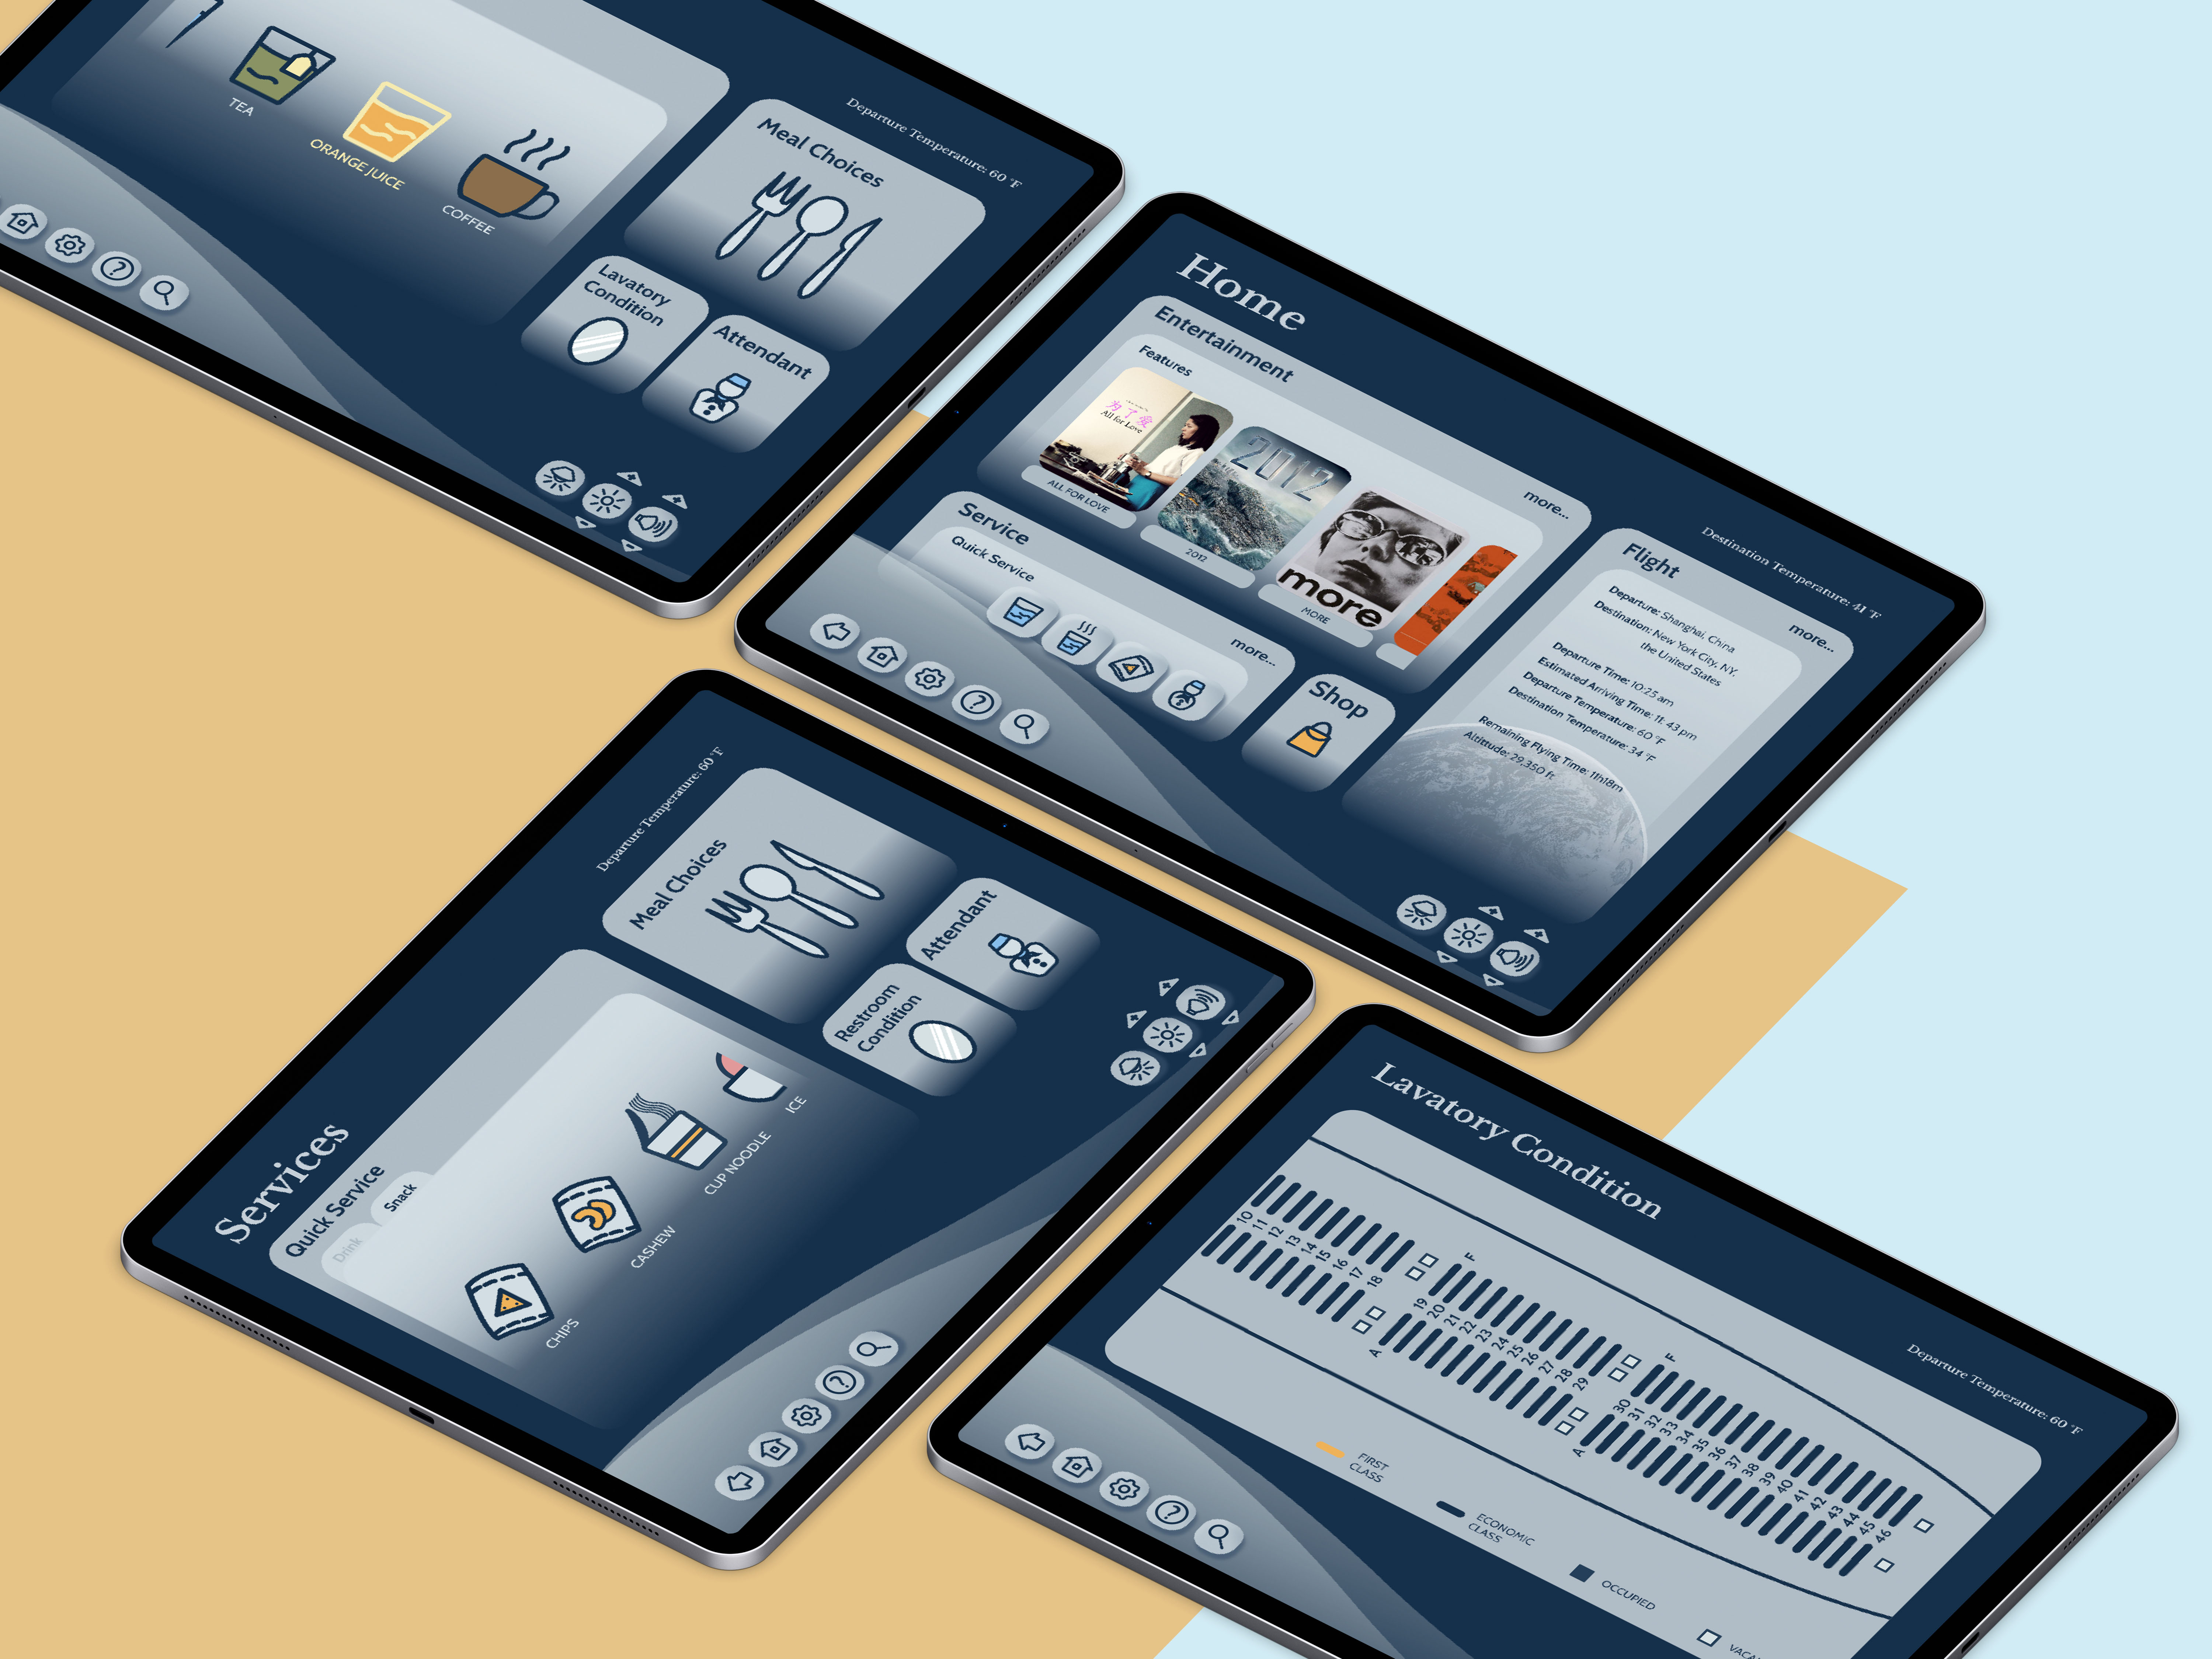 TEA
ORANGE JUICE
COFFEE
Departure Temperature: 60 °F
Meal Choices
Lavatory
Condition
Attendant
Home
Entertainment
Features
为了爱
All for Love
ALL FOR LOVE
2012
2012
more
MORE
more...
Service
Quick Service
more...
Shop
Destination Temperature: 41 °F
Flight
Departure: Shanghai, China
Destination: New York City, NY,
the United States
Departure Time: 10:25 am
Estimated Arriving Time: 11: 43 pm
Departure Temperature: 60 °F
Destination Temperature: 34 °F
Remaining Flying Time: 11h18m
Altittude: 29,350 ft
more...
Services
Departure Temperature: 60 °F
Quick Service
Drink
Snack
CHIPS
CASHEW
CUP NOODLE
ICE
Meal Choices
Restroom
Condition
Attendant
Lavatory Condition
Departure Temperature: 60 °F
10 11 12 13 14 15 16 17 18
F
19 20 21 22 23 24 25 26 27 28 29
A
F
30 31 32 33 34 35 36 37 38 39 40 41 42 43 44 45 46
A
FIRST
CLASS
ECONOMIC
CLASS
OCCUPIED